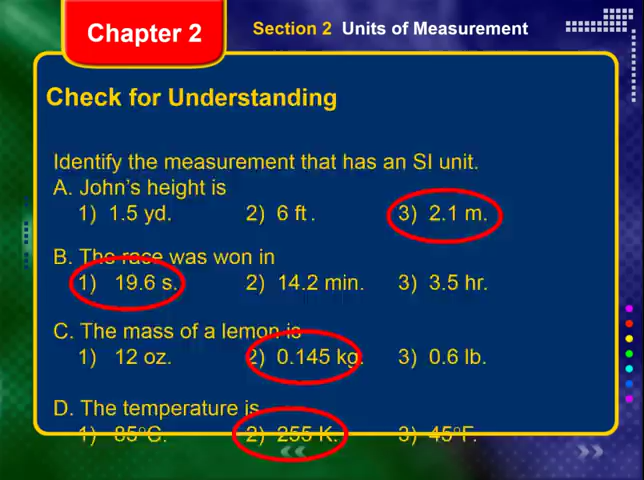 Chapter 2
Section 2 Units of Measurement
Check for Understanding
Identify the measurement that has an SI unit.
A. John's height is
1) 1.5 yd. 2) 6 ft . 3) 2.1 m.
B. The race was won in
1) 19.6 s. 2) 14.2 min. 3) 3.5 hr.
C. The mass of a lemon is
1) 12 oz. 2) 0.145 kg. 3) 0.6 lb.
D. The temperature is
1) 85°C. 2) 255 K. 3) 45°F.